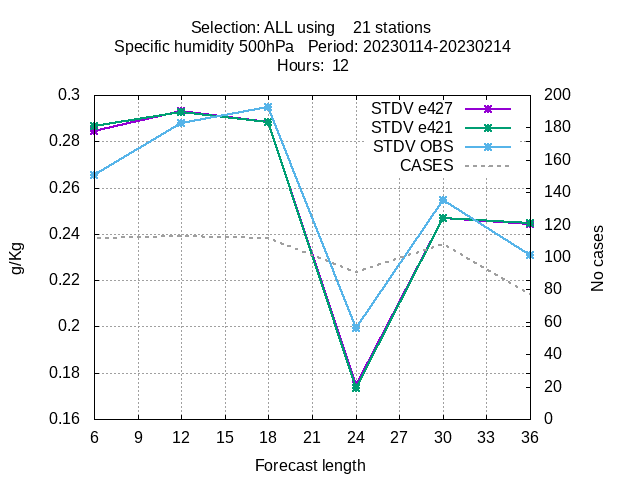 Selection: ALL using    21 stations
Specific humidity 500hPa   Period: 20230114-20230214
Hours:  12
0.3
0.28
0.26
0.24
0.22
0.2
0.18
0.16
g/Kg
STDV e427
STDV e421
STDV OBS
CASES
200
180
160
140
120
100
80
60
40
20
0
No cases
6 9 12 15 18 21 24 27 30 33 36
Forecast length